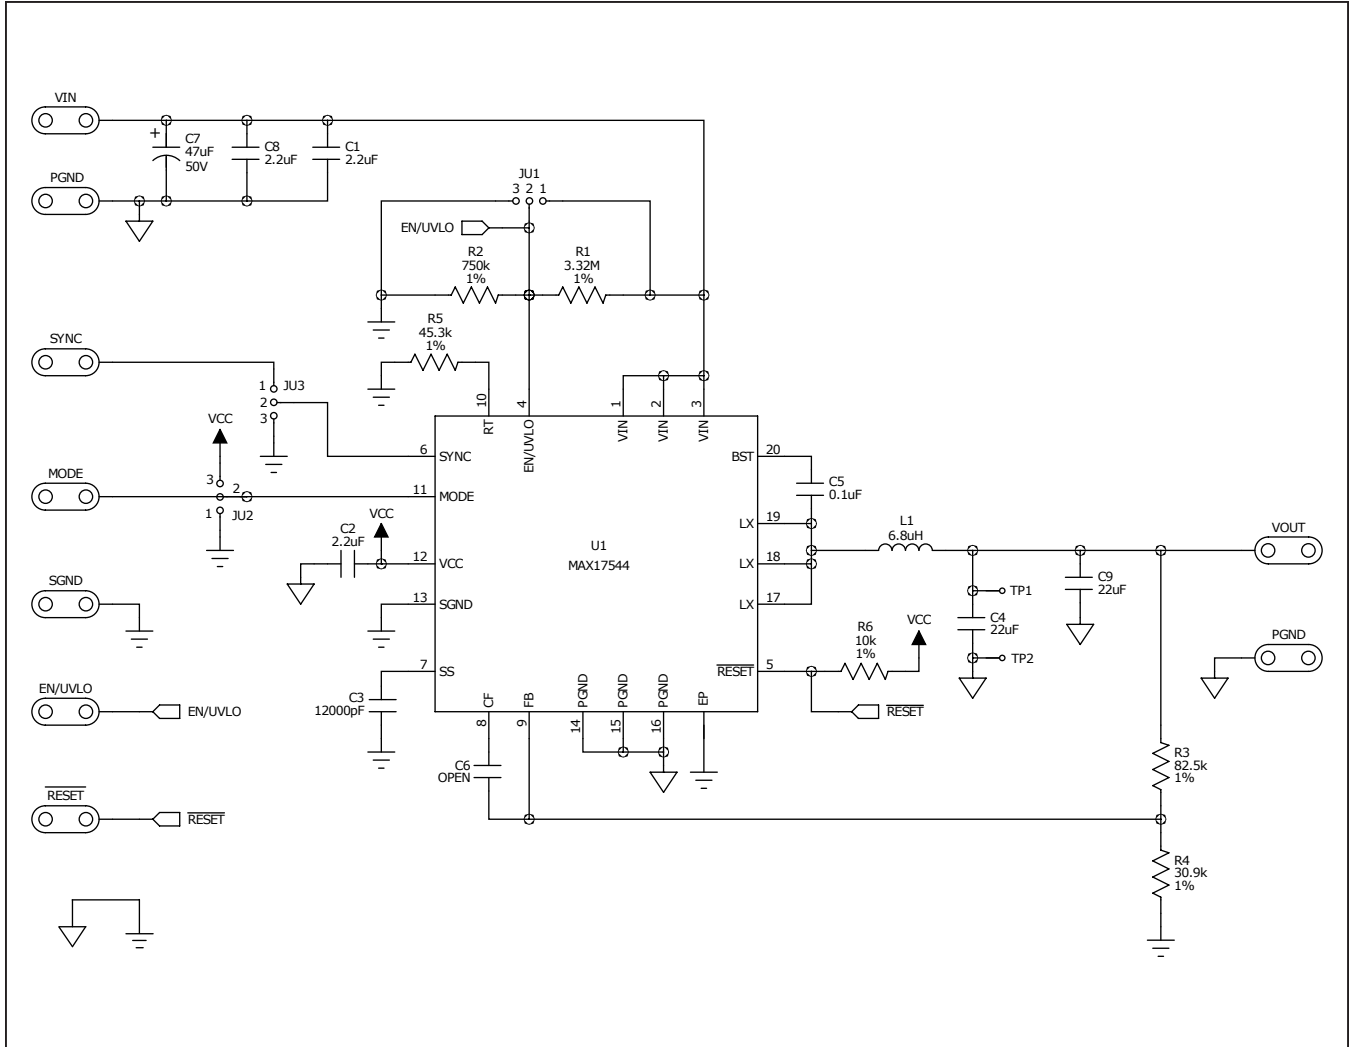 VIN
+
C7
47uF
50V
C8
2.2uF
C1
2.2uF
PGND
JU1
3 2 1
EN/UVLO
R2
750k
1%
R1
3.32M
1%
R5
45.3k
1%
SYNC
1
2
3
JU3
10
4
1
2
3
RT
EN/UVLO
VIN
VIN
VIN
VCC
6
SYNC
20
BST
C5
0.1uF
MODE
3
2
1
JU2
11
MODE
19
LX
L1
6.8uH
VOUT
C2
2.2uF
VCC
12
VCC
U1
MAX17544
18
LX
C9
22uF
TP1
SGND
13
SGND
17
LX
C4
22uF
R6
10k
1%
VCC
TP2
PGND
7
SS
5
RESET
EN/UVLO
EN/UVLO
C3
12000pF
CF
FB
PGND
PGND
PGND
EP
RESET
8
9
14
15
16
C6
OPEN
R3
82.5k
1%
RESET
RESET
R4
30.9k
1%